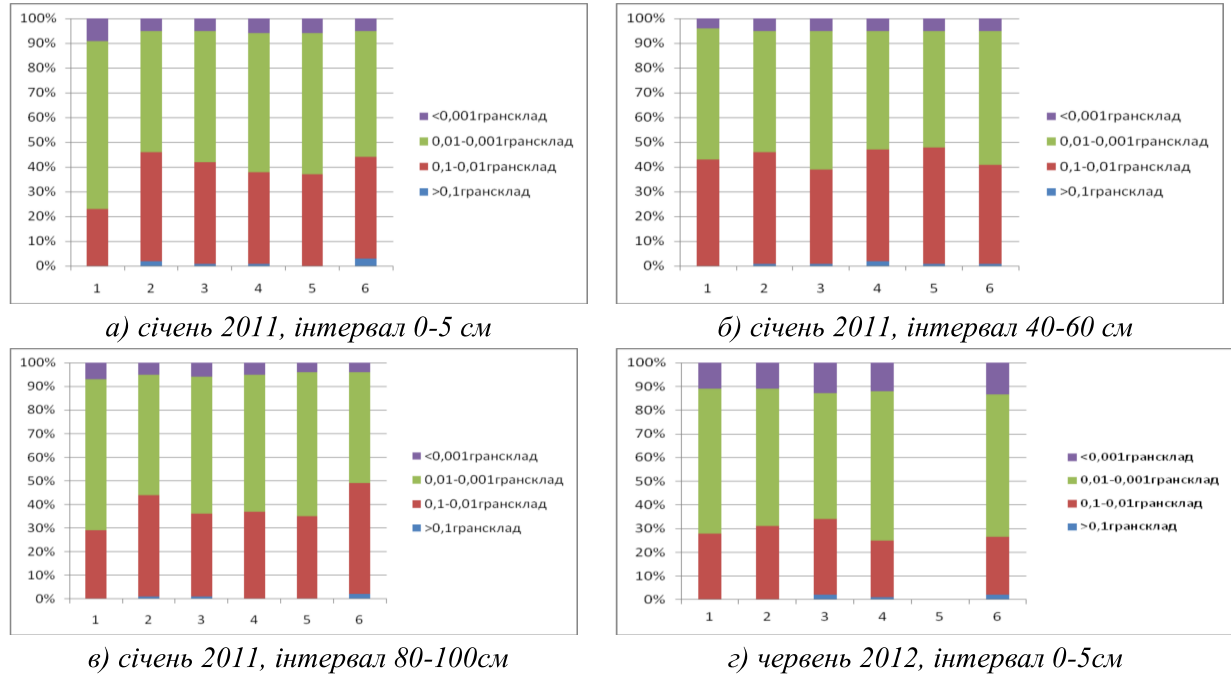 100%
90%
80%
70%
60%
50%
40%
30%
20%
10%
0%
1 2 3 4 5 6
<0,001грансклад
0,01-0,001грансклад
0,1-0,01грансклад
>0,1грансклад
а) січень 2011, інтервал 0-5 см
100%
90%
80%
70%
60%
50%
40%
30%
20%
10%
0%
1 2 3 4 5 6
<0,001грансклад
0,01-0,001грансклад
0,1-0,01грансклад
>0,1грансклад
б) січень 2011, інтервал 40-60 см
100%
90%
80%
70%
60%
50%
40%
30%
20%
10%
0%
1 2 3 4 5 6
<0,001грансклад
0,01-0,001грансклад
0,1-0,01грансклад
>0,1грансклад
в) січень 2011, інтервал 80-100см
100%
90%
80%
70%
60%
50%
40%
30%
20%
10%
0%
1 2 3 4 5 6
<0,001грансклад
0,01-0,001грансклад
0,1-0,01грансклад
>0,1грансклад
г) червень 2012, інтервал 0-5см